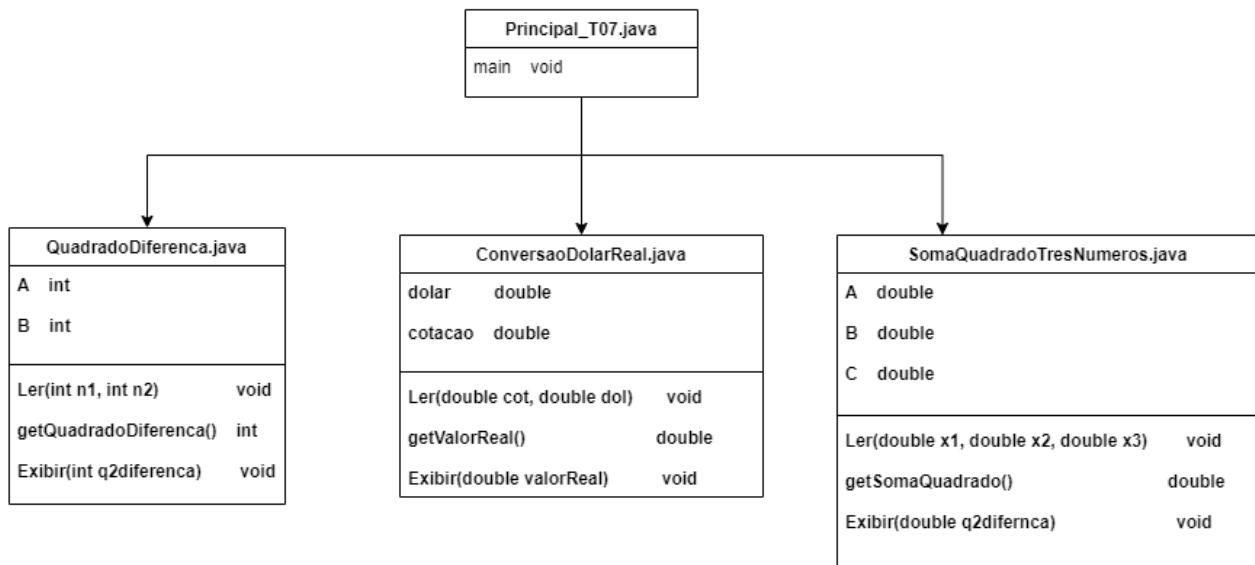 Principal_T07.java
main void
QuadradoDiferenca.java
A int
B int
Ler(int n1, int n2) void
getQuadradoDiferenca() int
Exibir(int q2diferenca) void
ConversaoDolarReal.java
dolar double
cotacao double
Ler(double cot, double dol) void
getValorReal() double
Exibir(double valorReal) void
SomaQuadradoTresNumeros.java
A double
B double
C double
Ler(double x1, double x2, double x3) void
getSomaQuadrado() double
Exibir(double q2difernca) void